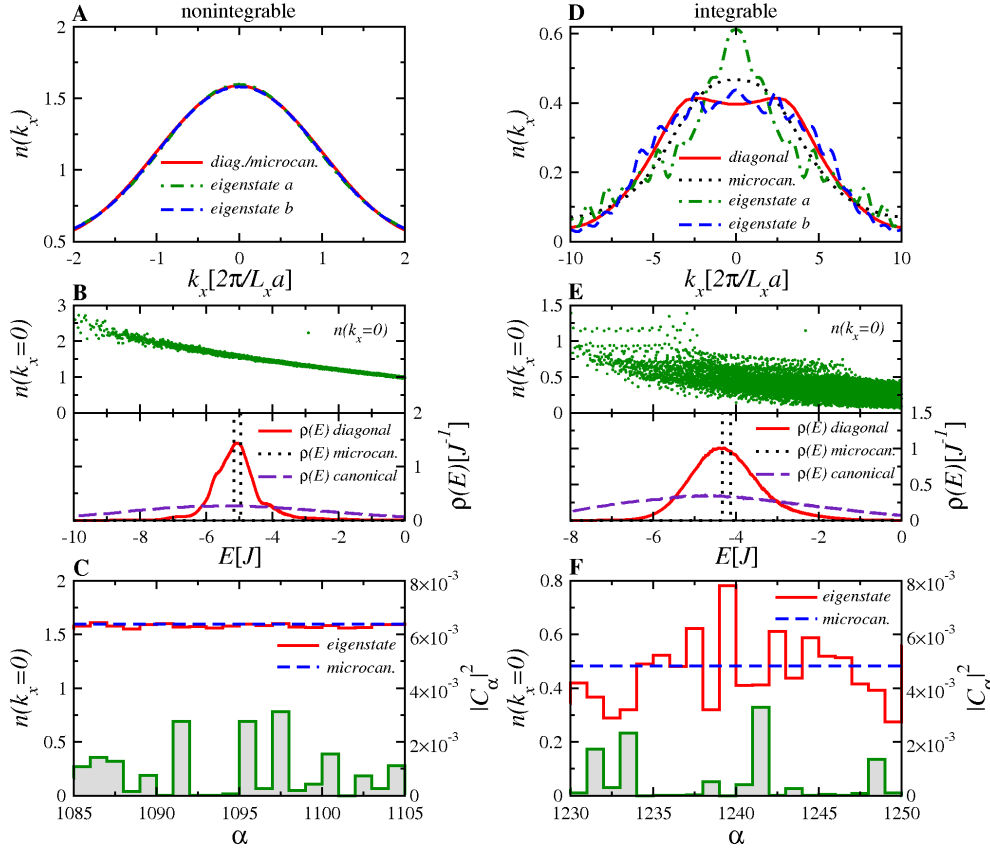 A nonintegrable
n(kₓ)
2
1.5
1
0.5
diag./microcan.
eigenstate a
eigenstate b
-2 -1 0 1 2
kₓ[2π/Lₓa]
B
n(kₓ=0)
3
2
1
0
n(kₓ=0)
2
1
0
ρ(E)[J⁻¹]
ρ(E) diagonal
ρ(E) microcan.
ρ(E) canonical
-10 -8 -6 -4 -2 0
E[J]
C
n(kₓ=0)
2
1.5
1
0.5
0
eigenstate
microcan.
8×10⁻³
6×10⁻³
4×10⁻³
2×10⁻³
0
|Cα|²
1085 1090 1095 1100 1105
α
D integrable
n(kₓ)
0.6
0.4
0.2
0
diagonal
microcan.
eigenstate a
eigenstate b
-10 -5 0 5 10
kₓ[2π/Lₓa]
E
n(kₓ=0)
1.5
1
0.5
0
n(kₓ=0)
1.5
1
0.5
0
ρ(E)[J⁻¹]
ρ(E) diagonal
ρ(E) microcan.
ρ(E) canonical
-8 -6 -4 -2 0
E[J]
F
n(kₓ=0)
0.8
0.6
0.4
0.2
0
eigenstate
microcan.
8×10⁻³
6×10⁻³
4×10⁻³
2×10⁻³
0
|Cα|²
1230 1235 1240 1245 1250
α